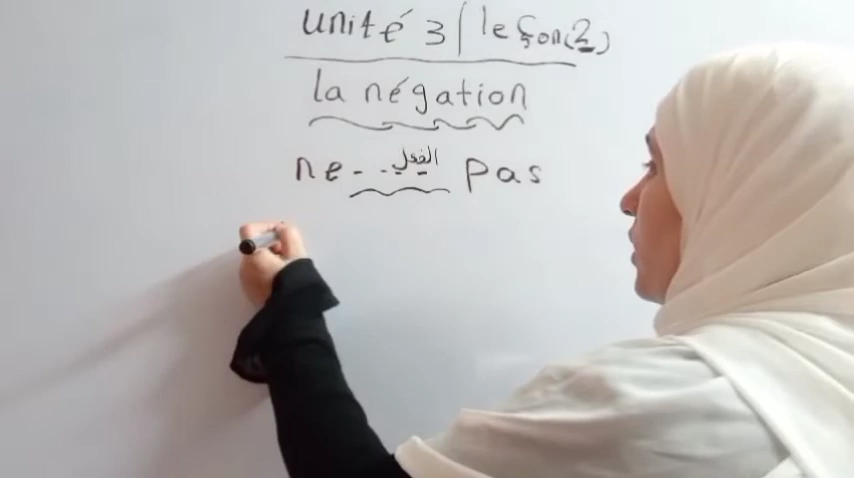 unité 3 | leçon(2)
la négation
ne - . . الفعل pas